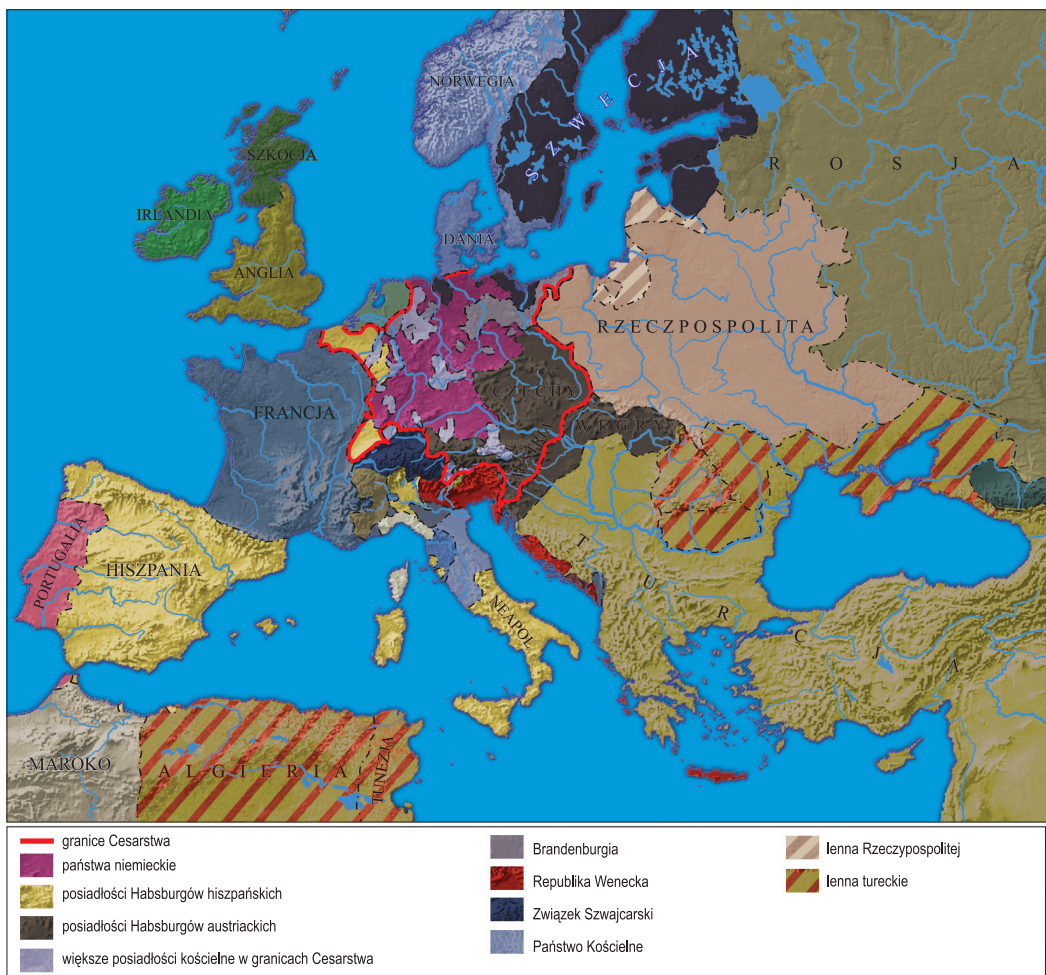 NORWEGIA
SZWECJA
SZKOCJA
ROSJA
IRLANDIA
DANIA
ANGLIA
RZECZPOSPOLITA
CZECHY
FRANCJA
WĘGRY
PORTUGALIA
HISZPANIA
NEAPOL
TURCJA
MAROKO
ALGIERIA
TUNEZJA
granice Cesarstwa
państwa niemieckie
posiadłości Habsburgów hiszpańskich
posiadłości Habsburgów austriackich
większe posiadłości kościelne w granicach Cesarstwa
Brandenburgia
Republika Wenecka
Związek Szwajcarski
Państwo Kościelne
lenna Rzeczypospolitej
lenna tureckie